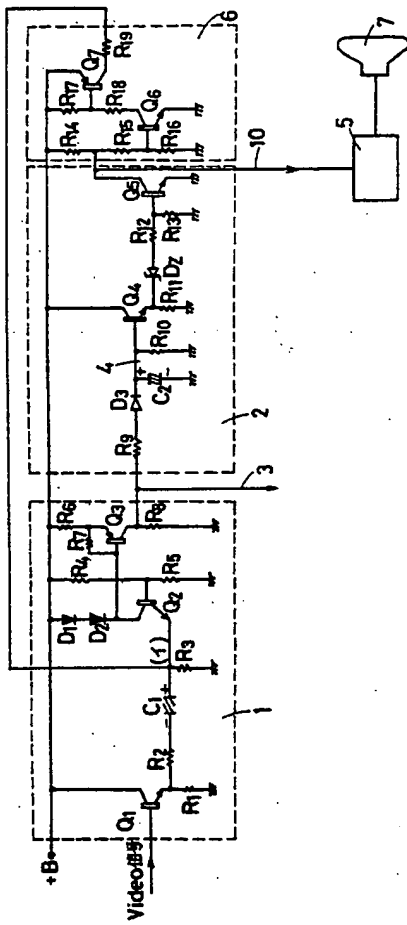 +B
Video信号
Q1
R1
R2
C1
-
+
(イ)
R3
D1
D2
R4
Q2
R5
R6
R7
Q3
R8
1
3
R9
D3
4
+
C2
-
R10
Q4
R11
DZ
R12
R13
Q5
2
R14
R15
R16
R17
R18
Q6
Q7
R19
6
10
5
7